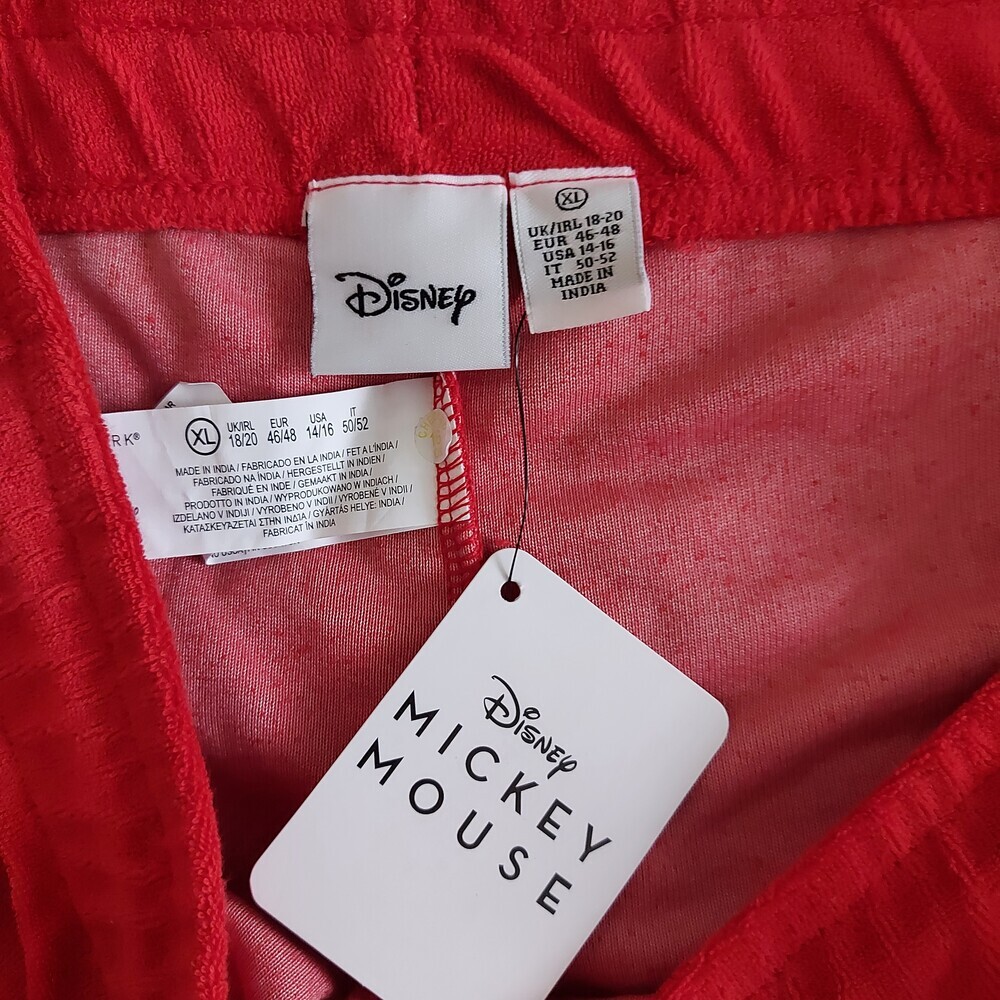 Disney
XL
UK/IRL 18-20
EUR 46-48
USA 14-16
IT 50-52
MADE IN
INDIA
RK®
XL
UK/IRL EUR USA IT
18/20 46/48 14/16 50/52
MADE IN INDIA / FABRICADO EN LA INDIA / FET A L'ÍNDIA /
FABRICADO NA ÍNDIA / HERGESTELLT IN INDIEN /
FABRIQUÉ EN INDE / GEMAAKT IN INDIA /
PRODOTTO IN INDIA / WYPRODUKOWANO W INDIACH /
IZDELANO V INDIJI / VYROBENO V INDII / VYROBENÉ V INDII /
ΚΑΤΑΣΚΕΥΑΖΕΤΑΙ ΣΤΗΝ ΙΝΔΙΑ / GYÁRTÁS HELYE: INDIA /
FABRICAT ÎN INDIA
Disney
MICKEY
MOUSE